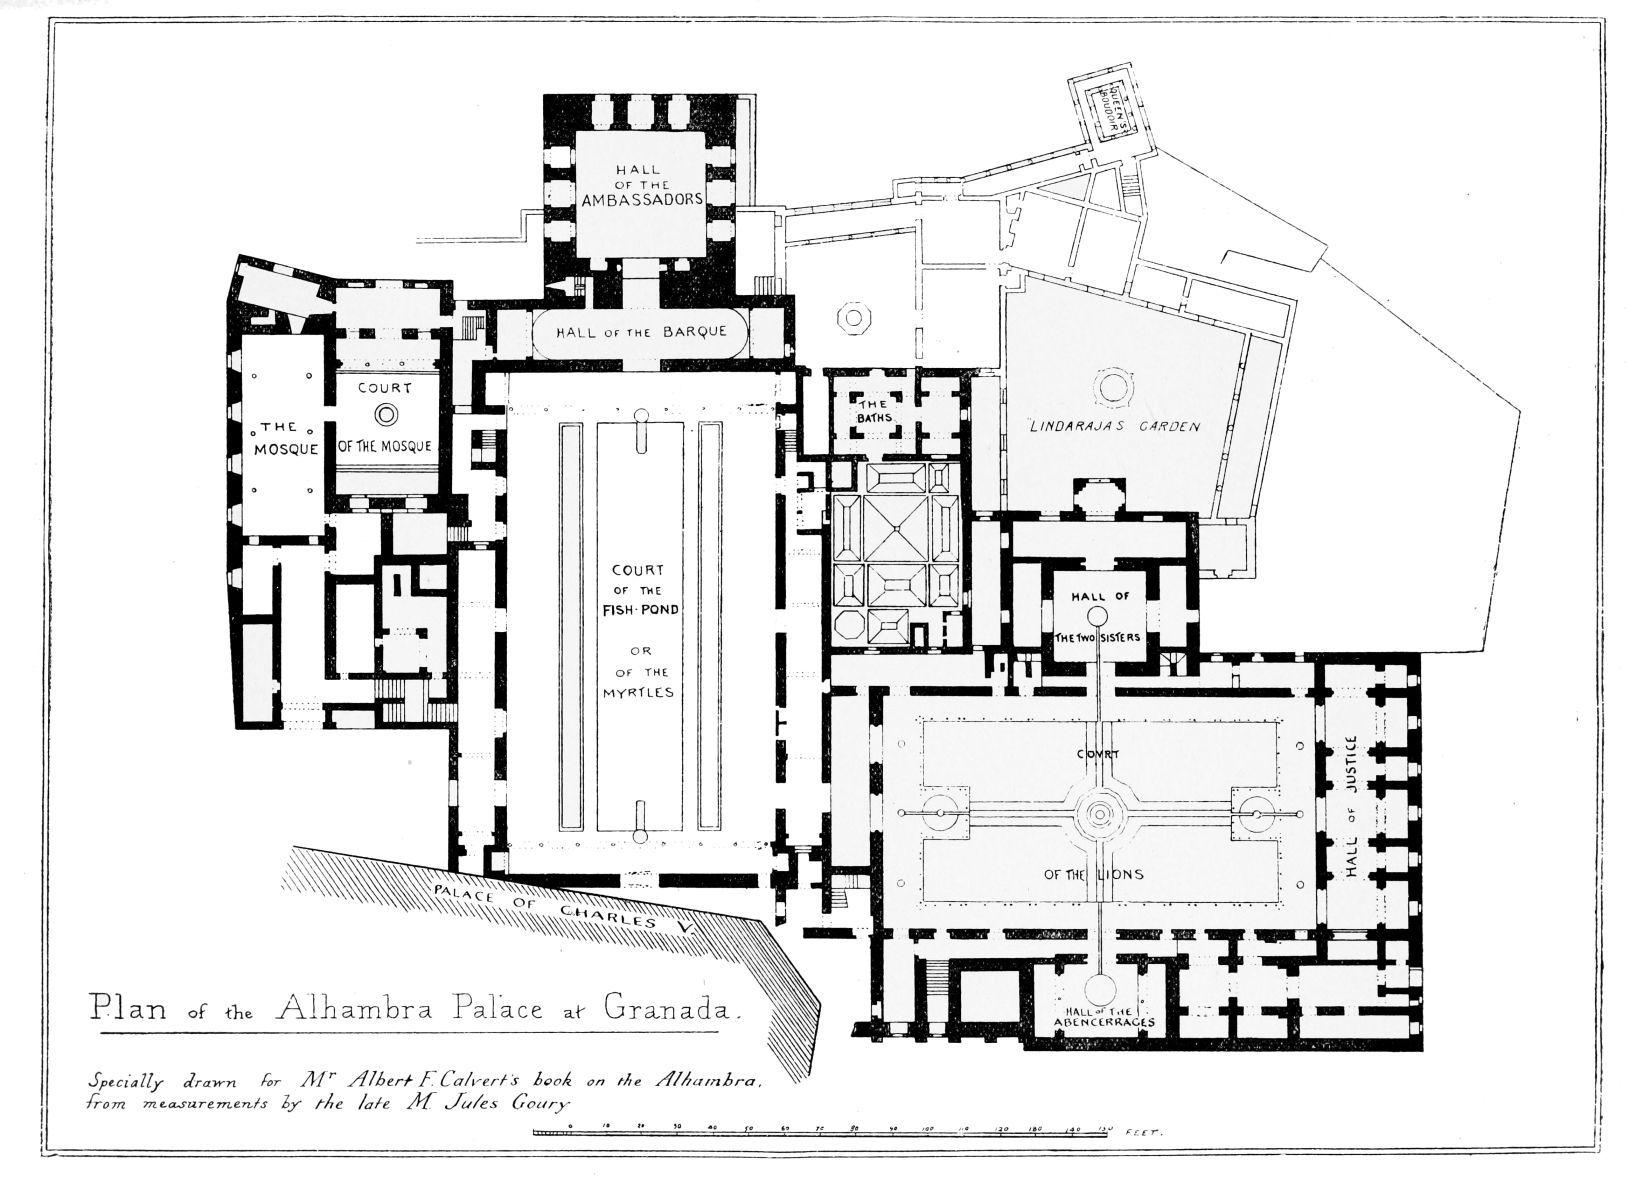 QUEEN'S
BOUDOIR
HALL
OF THE
AMBASSADORS
HALL OF THE BARQUE
COURT
OF THE MOSQUE
THE
MOSQUE
THE
BATHS
LINDARAJA'S GARDEN
COURT
OF THE
FISH-POND
OR
OF THE
MYRTLES
HALL OF
THE TWO SISTERS
COURT
OF THE LIONS
HALL OF JUSTICE
HALL OF THE
ABENCERRAGES
PALACE OF CHARLES V.
Plan of the Alhambra Palace at Granada.
Specially drawn for Mr Albert F. Calvert's book on the Alhambra,
from measurements by the late M. Jules Goury
0 10 20 30 40 50 60 70 80 90 100 110 120 130 140 150 FEET.